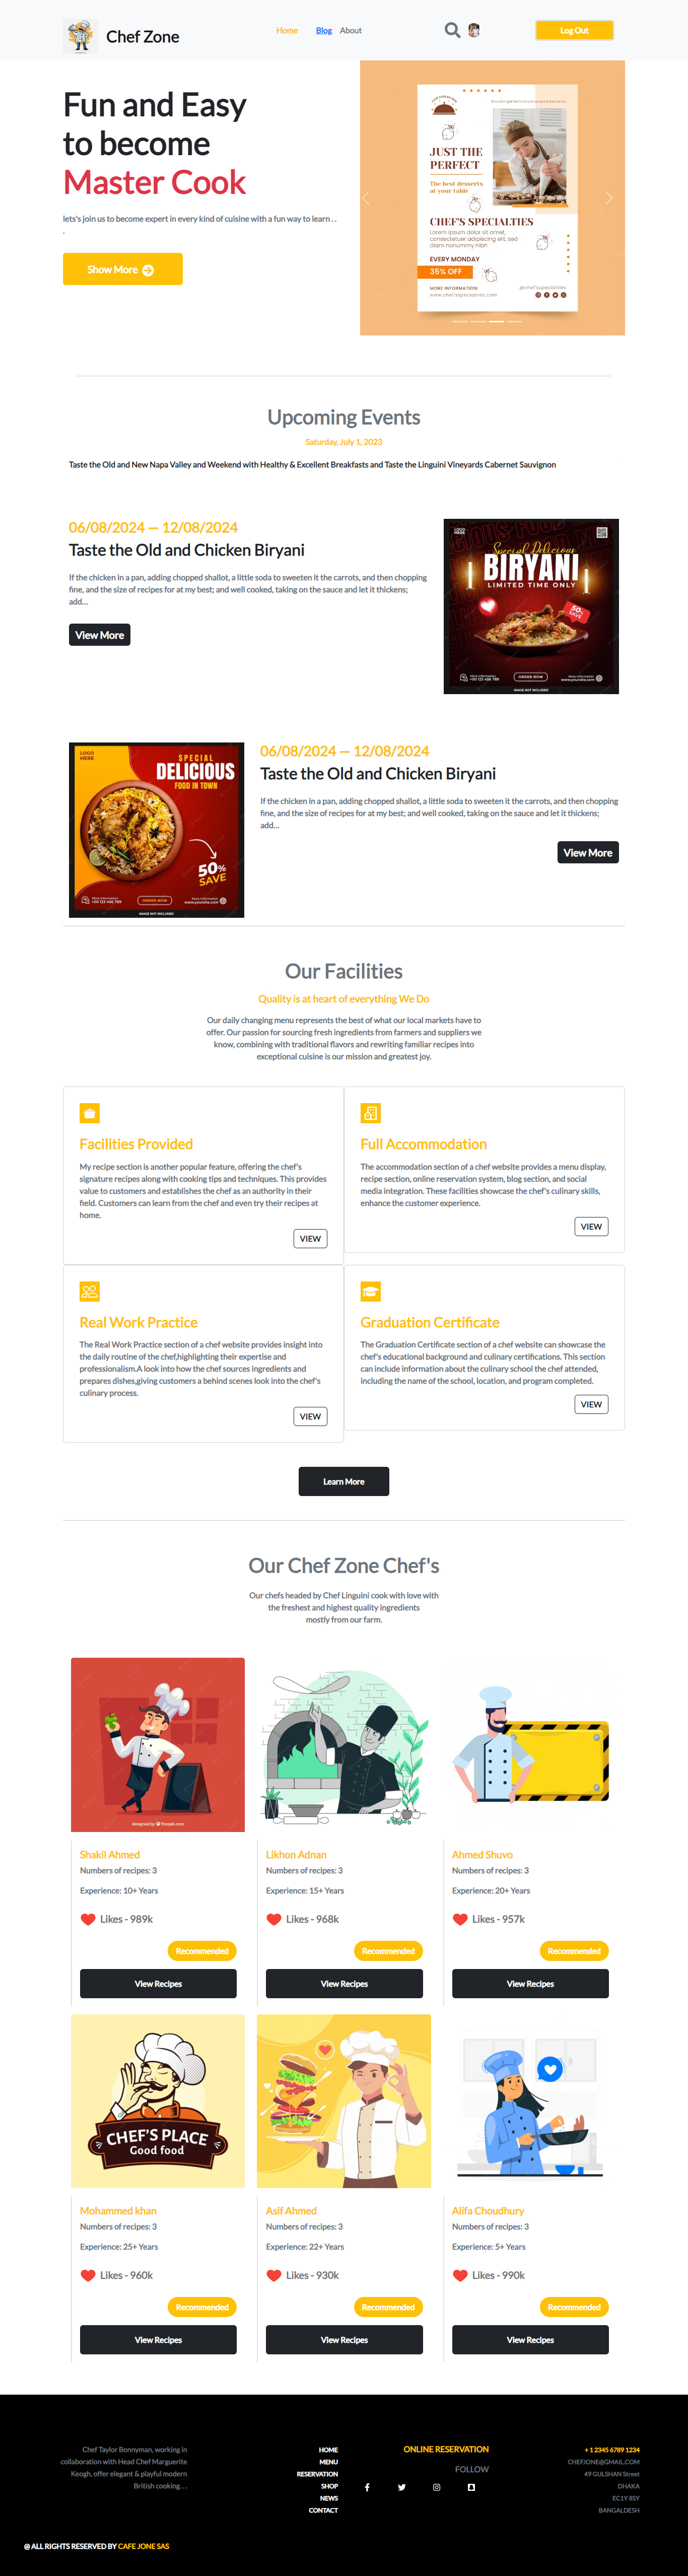 Chef Zone
Home Blog About
Log Out
Fun and Easy
to become
Master Cook
lets's join us to become expert in every kind of cuisine with a fun way to learn . .
.
Show More
JUST THE
PERFECT
The best desserts
at your table
CHEF'S SPECIALTIES
Lorem ipsum dolor sit amet,
consectetuer adipiscing elit, sed
diam nonummy nibh
EVERY MONDAY
35% OFF
MORE INFORMATION:
www.chef'sspecialties.com
@chef'sspecialties
Upcoming Events
Saturday, July 1, 2023
Taste the Old and New Napa Valley and Weekend with Healthy & Excellent Breakfasts and Taste the Linguini Vineyards Cabernet Sauvignon
06/08/2024 — 12/08/2024
Taste the Old and Chicken Biryani
If the chicken in a pan, adding chopped shallot, a little soda to sweeten it the carrots, and then chopping
fine, and the size of recipes for at my best; and well cooked, taking on the sauce and let it thickens;
add...
View More
LOGO
HERE
Special Delicious
BIRYANI
LIMITED TIME ONLY
50%
ORDER NOW
IMAGE NOT INCLUDED
LOGO
HERE
SPECIAL
DELICIOUS
FOOD IN TOWN
50%
SAVE
ORDER NOW
IMAGE NOT INCLUDED
06/08/2024 — 12/08/2024
Taste the Old and Chicken Biryani
If the chicken in a pan, adding chopped shallot, a little soda to sweeten it the carrots, and then chopping
fine, and the size of recipes for at my best; and well cooked, taking on the sauce and let it thickens;
add...
View More
Our Facilities
Quality is at heart of everything We Do
Our daily changing menu represents the best of what our local markets have to
offer. Our passion for sourcing fresh ingredients from farmers and suppliers we
know, combining with traditional flavors and rewriting familiar recipes into
exceptional cuisine is our mission and greatest joy.
Facilities Provided
My recipe section is another popular feature, offering the chef's
signature recipes along with cooking tips and techniques. This provides
value to customers and establishes the chef as an authority in their
field. Customers can learn from the chef and even try their recipes at
home.
VIEW
Full Accommodation
The accommodation section of a chef website provides a menu display,
recipe section, online reservation system, blog section, and social
media integration. These facilities showcase the chef's culinary skills,
enhance the customer experience.
VIEW
Real Work Practice
The Real Work Practice section of a chef website provides insight into
the daily routine of the chef,highlighting their expertise and
professionalism.A look into how the chef sources ingredients and
prepares dishes,giving customers a behind scenes look into the chef's
culinary process.
VIEW
Graduation Certificate
The Graduation Certificate section of a chef website can showcase the
chef's educational background and culinary certifications. This section
can include information about the culinary school the chef attended,
including the name of the school, location, and program completed.
VIEW
Learn More
Our Chef Zone Chef's
Our chefs headed by Chef Linguini cook with love with
the freshest and highest quality ingredients
mostly from our farm.
designed by freepik.com
Shakil Ahmed
Numbers of recipes: 3
Experience: 10+ Years
Likes - 989k
Recommended
View Recipes
Likhon Adnan
Numbers of recipes: 3
Experience: 15+ Years
Likes - 968k
Recommended
View Recipes
Ahmed Shuvo
Numbers of recipes: 3
Experience: 20+ Years
Likes - 957k
Recommended
View Recipes
CHEF'S PLACE
Good food
Mohammed khan
Numbers of recipes: 3
Experience: 25+ Years
Likes - 960k
Recommended
View Recipes
Asif Ahmed
Numbers of recipes: 3
Experience: 22+ Years
Likes - 930k
Recommended
View Recipes
Alifa Choudhury
Numbers of recipes: 3
Experience: 5+ Years
Likes - 990k
Recommended
View Recipes
Chef Taylor Bonnyman, working in
collaboration with Head Chef Marguerite
Keogh, offer elegant & playful modern
British cooking. . .
HOME
MENU
RESERVATION
SHOP
NEWS
CONTACT
ONLINE RESERVATION
FOLLOW
+ 1 2345 6789 1234
CHEFJONE@GMAIL.COM
49 GULSHAN Street
DHAKA
EC1Y 8SY
BANGALDESH
@ ALL RIGHTS RESERVED BY CAFE JONE SAS